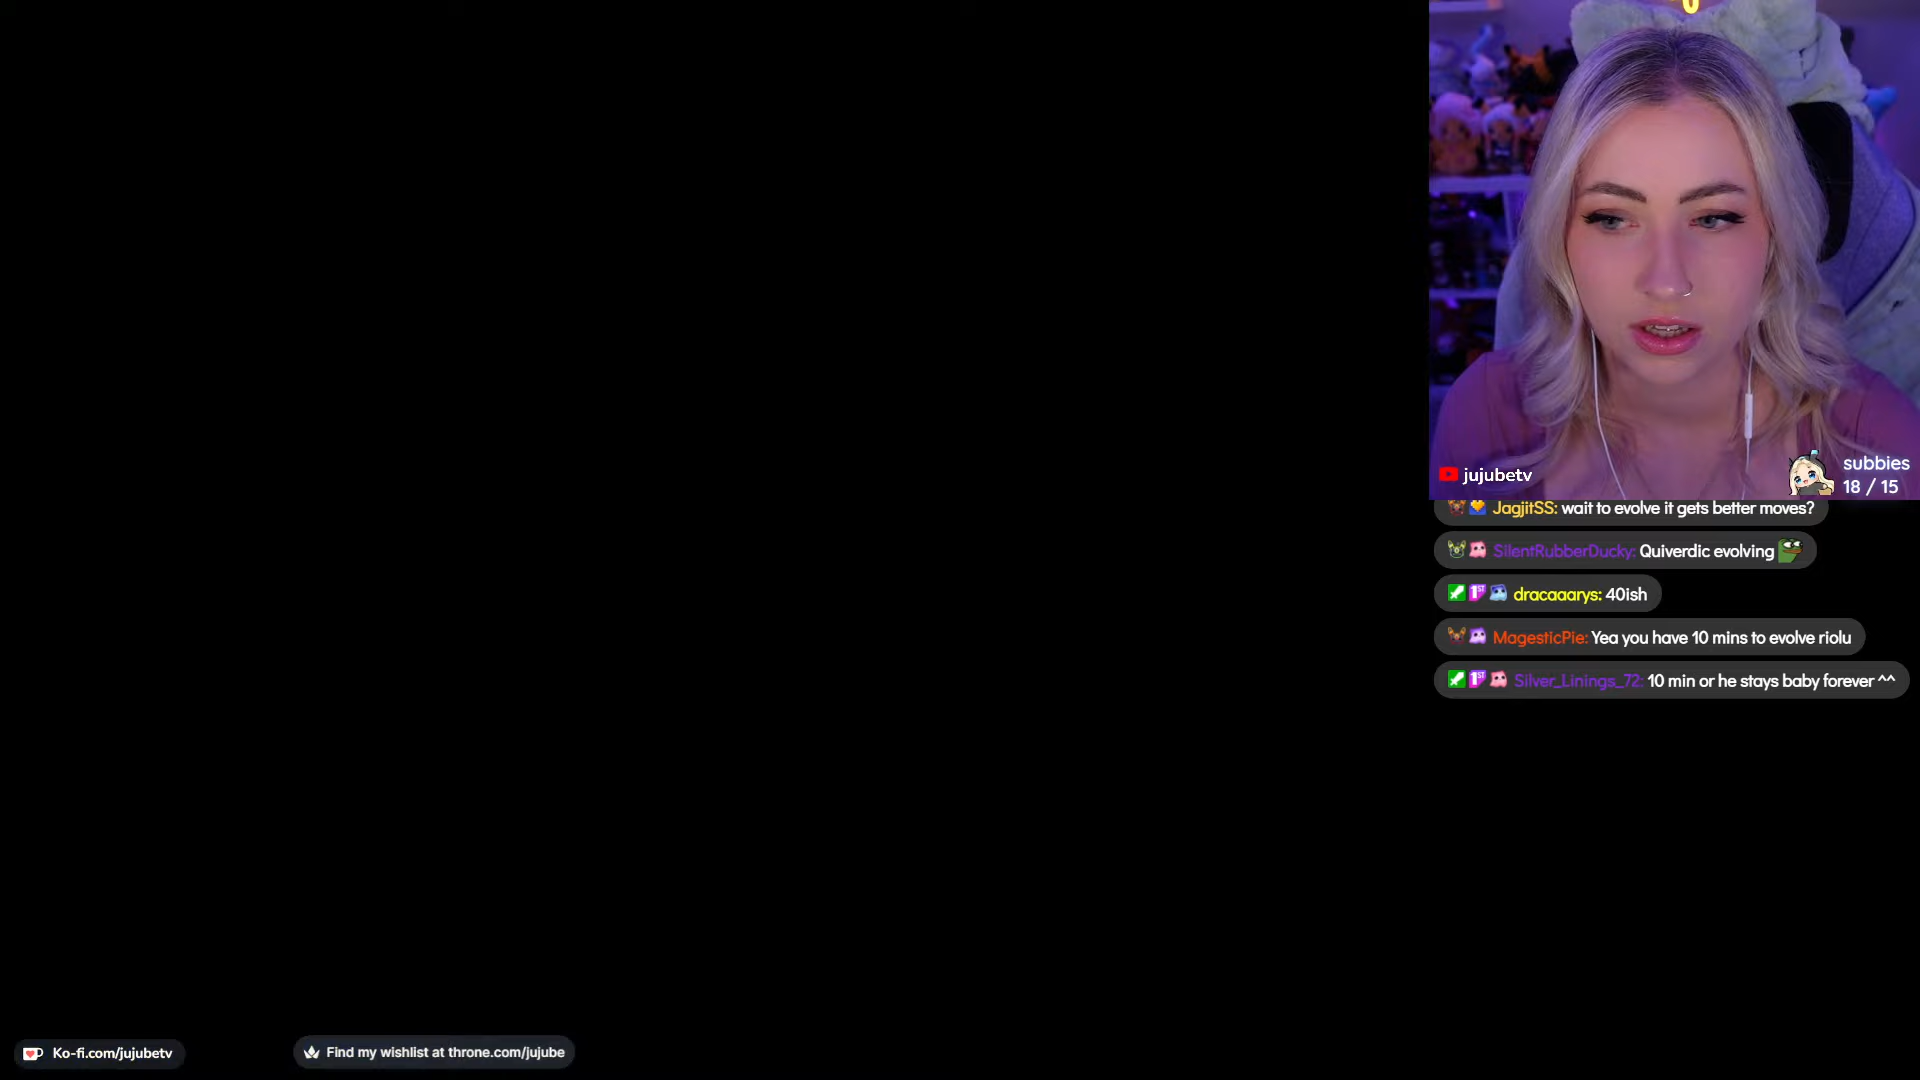 jujubetv
subbies
18 / 15
JagjitSS: wait to evolve it gets better moves?
SilentRubberDucky: Quiverdic evolving
dracaaarys: 40ish
MagesticPie: Yea you have 10 mins to evolve riolu
Silver_Linings_72: 10 min or he stays baby forever ^^
Ko-fi.com/jujubetv
Find my wishlist at throne.com/jujube